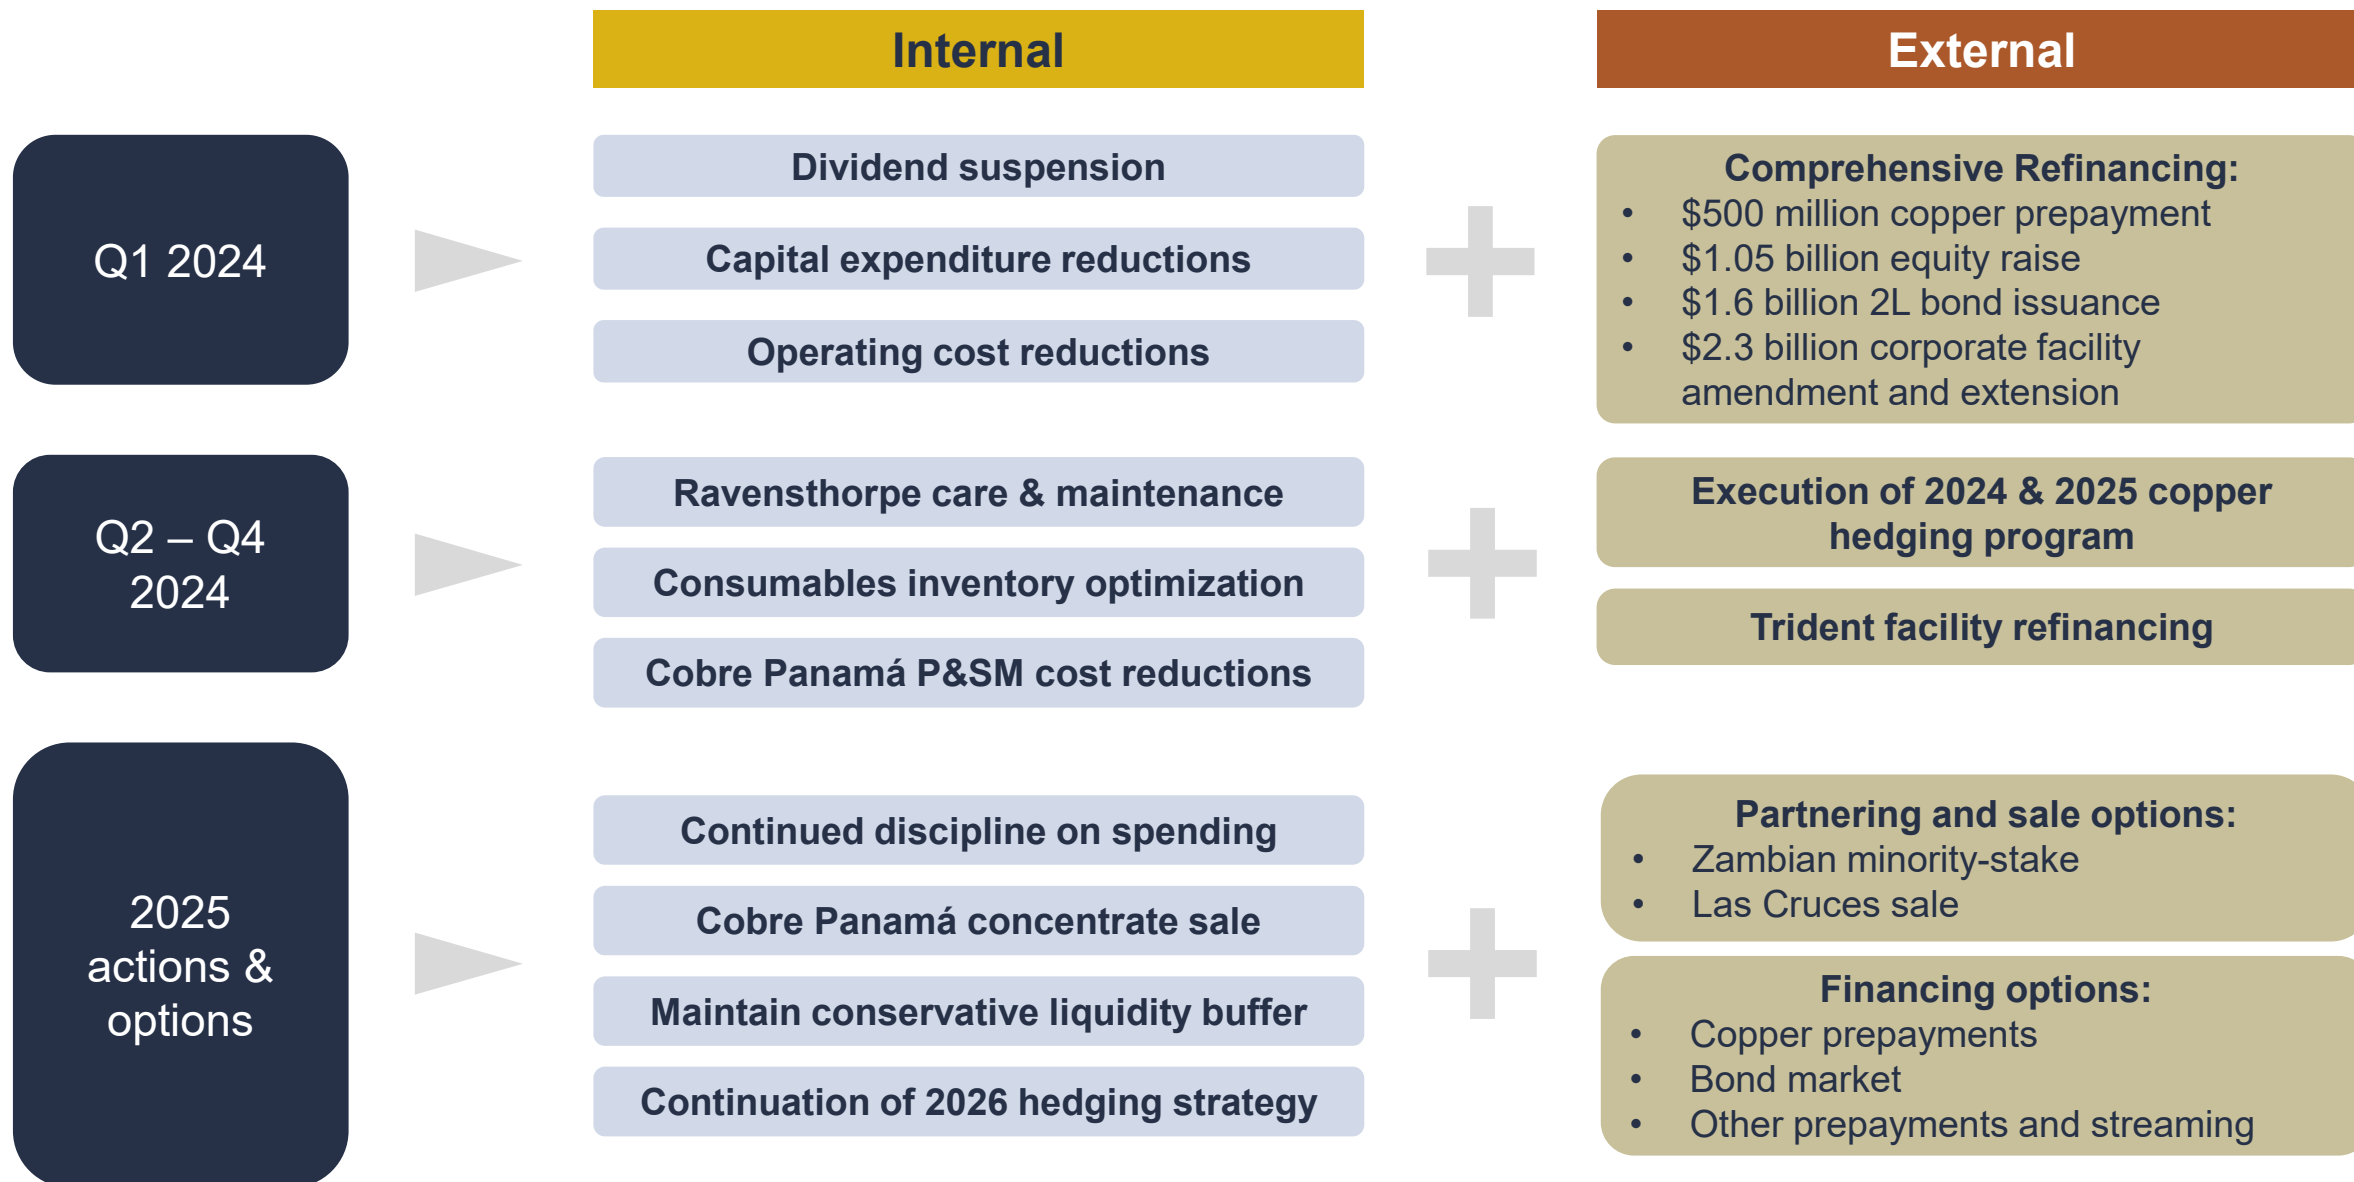 Internal
External
Q1 2024
Dividend suspension
Capital expenditure reductions
Operating cost reductions
Comprehensive Refinancing:
• $500 million copper prepayment
• $1.05 billion equity raise
• $1.6 billion 2L bond issuance
• $2.3 billion corporate facility
amendment and extension
Q2 – Q4
2024
Ravensthorpe care & maintenance
Consumables inventory optimization
Cobre Panamá P&SM cost reductions
Execution of 2024 & 2025 copper
hedging program
Trident facility refinancing
2025
actions &
options
Continued discipline on spending
Cobre Panamá concentrate sale
Maintain conservative liquidity buffer
Continuation of 2026 hedging strategy
Partnering and sale options:
• Zambian minority-stake
• Las Cruces sale
Financing options:
• Copper prepayments
• Bond market
• Other prepayments and streaming